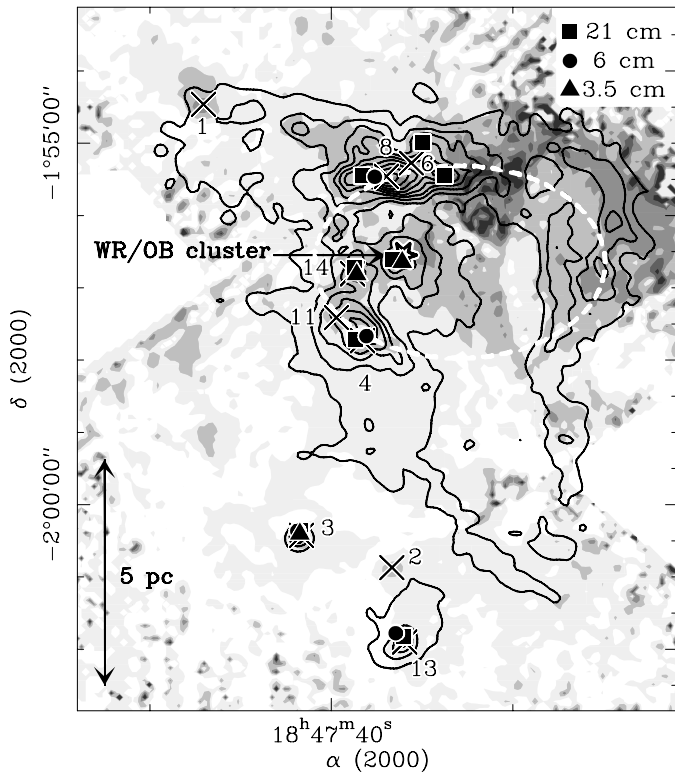 21 cm
6 cm
3.5 cm
1
8
6
−1°55'00"
WR/OB cluster
14
11
4
δ (2000)
−2°00'00"
3
2
5 pc
13
18ʰ47ᵐ40ˢ
α (2000)